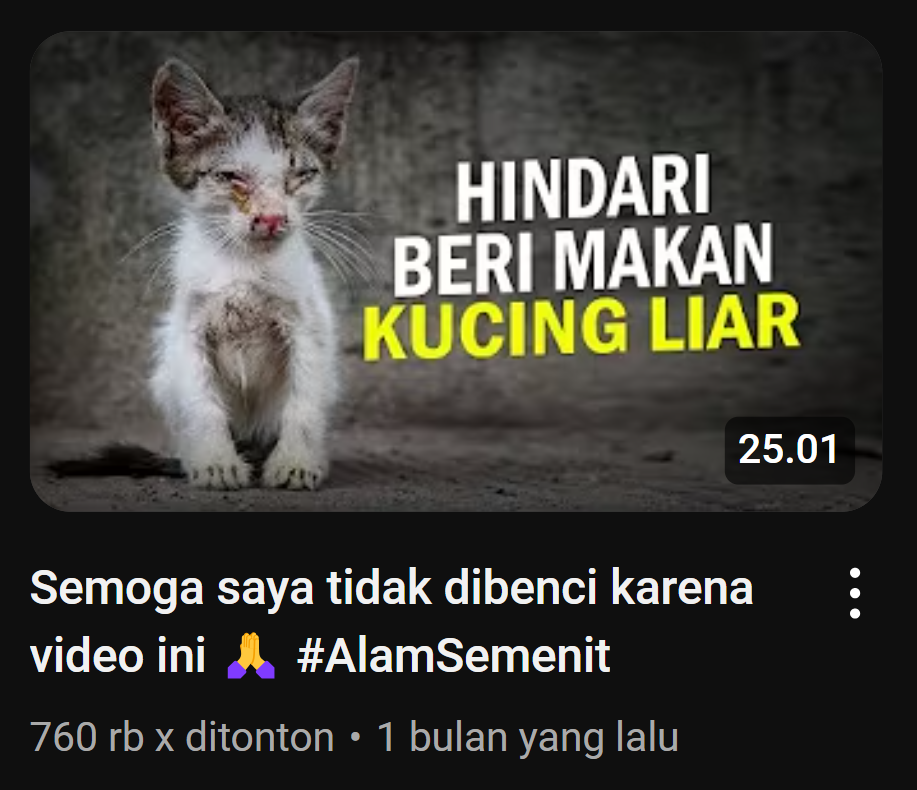 HINDARI
BERI MAKAN
KUCING LIAR
25.01
Semoga saya tidak dibenci karena
video ini 🙏 #AlamSemenit
760 rb x ditonton • 1 bulan yang lalu